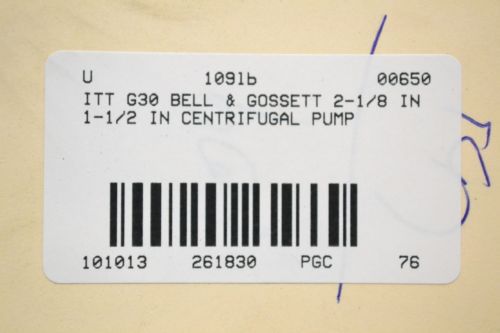 U 109lb 00650
ITT G30 BELL & GOSSETT 2-1/8 IN
1-1/2 IN CENTRIFUGAL PUMP
101013 261830 PGC 76